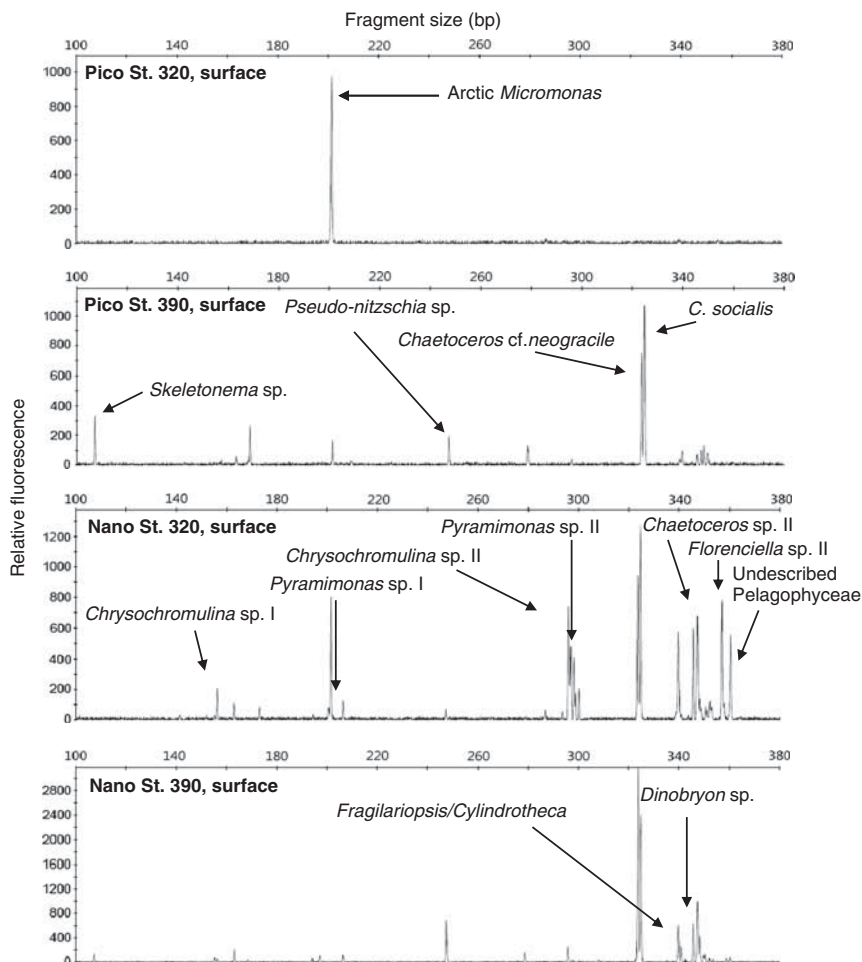 Fragment size (bp)
Relative fluorescence
100 140 180 220 260 300 340 380
Pico St. 320, surface
1000
800
600
400
200
0
Arctic Micromonas
100 140 180 220 260 300 340 380
Pico St. 390, surface
1000
800
600
400
200
0
Pseudo-nitzschia sp.
C. socialis
Chaetoceros cf.neogracile
Skeletonema sp.
100 140 180 220 260 300 340 380
Nano St. 320, surface
1200
1000
800
600
400
200
0
Pyramimonas sp. II
Chaetoceros sp. II
Florenciella sp. II
Chrysochromulina sp. II
Undescribed
Pelagophyceae
Pyramimonas sp. I
Chrysochromulina sp. I
100 140 180 220 260 300 340 380
Nano St. 390, surface
2800
2400
2000
1600
1200
800
400
0
Dinobryon sp.
Fragilariopsis/Cylindrotheca